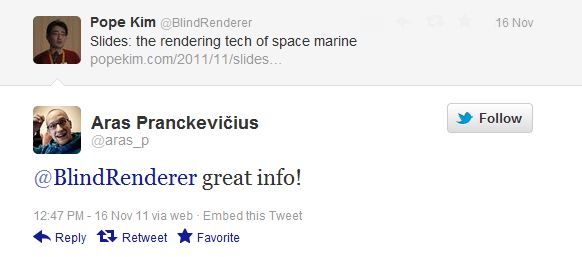 Pope Kim @BlindRenderer 16 Nov
Slides: the rendering tech of space marine
popekim.com/2011/11/slides…
Aras Pranckevičius
@aras_p
Follow
@BlindRenderer great info!
12:47 PM - 16 Nov 11 via web · Embed this Tweet
Reply Retweet Favorite